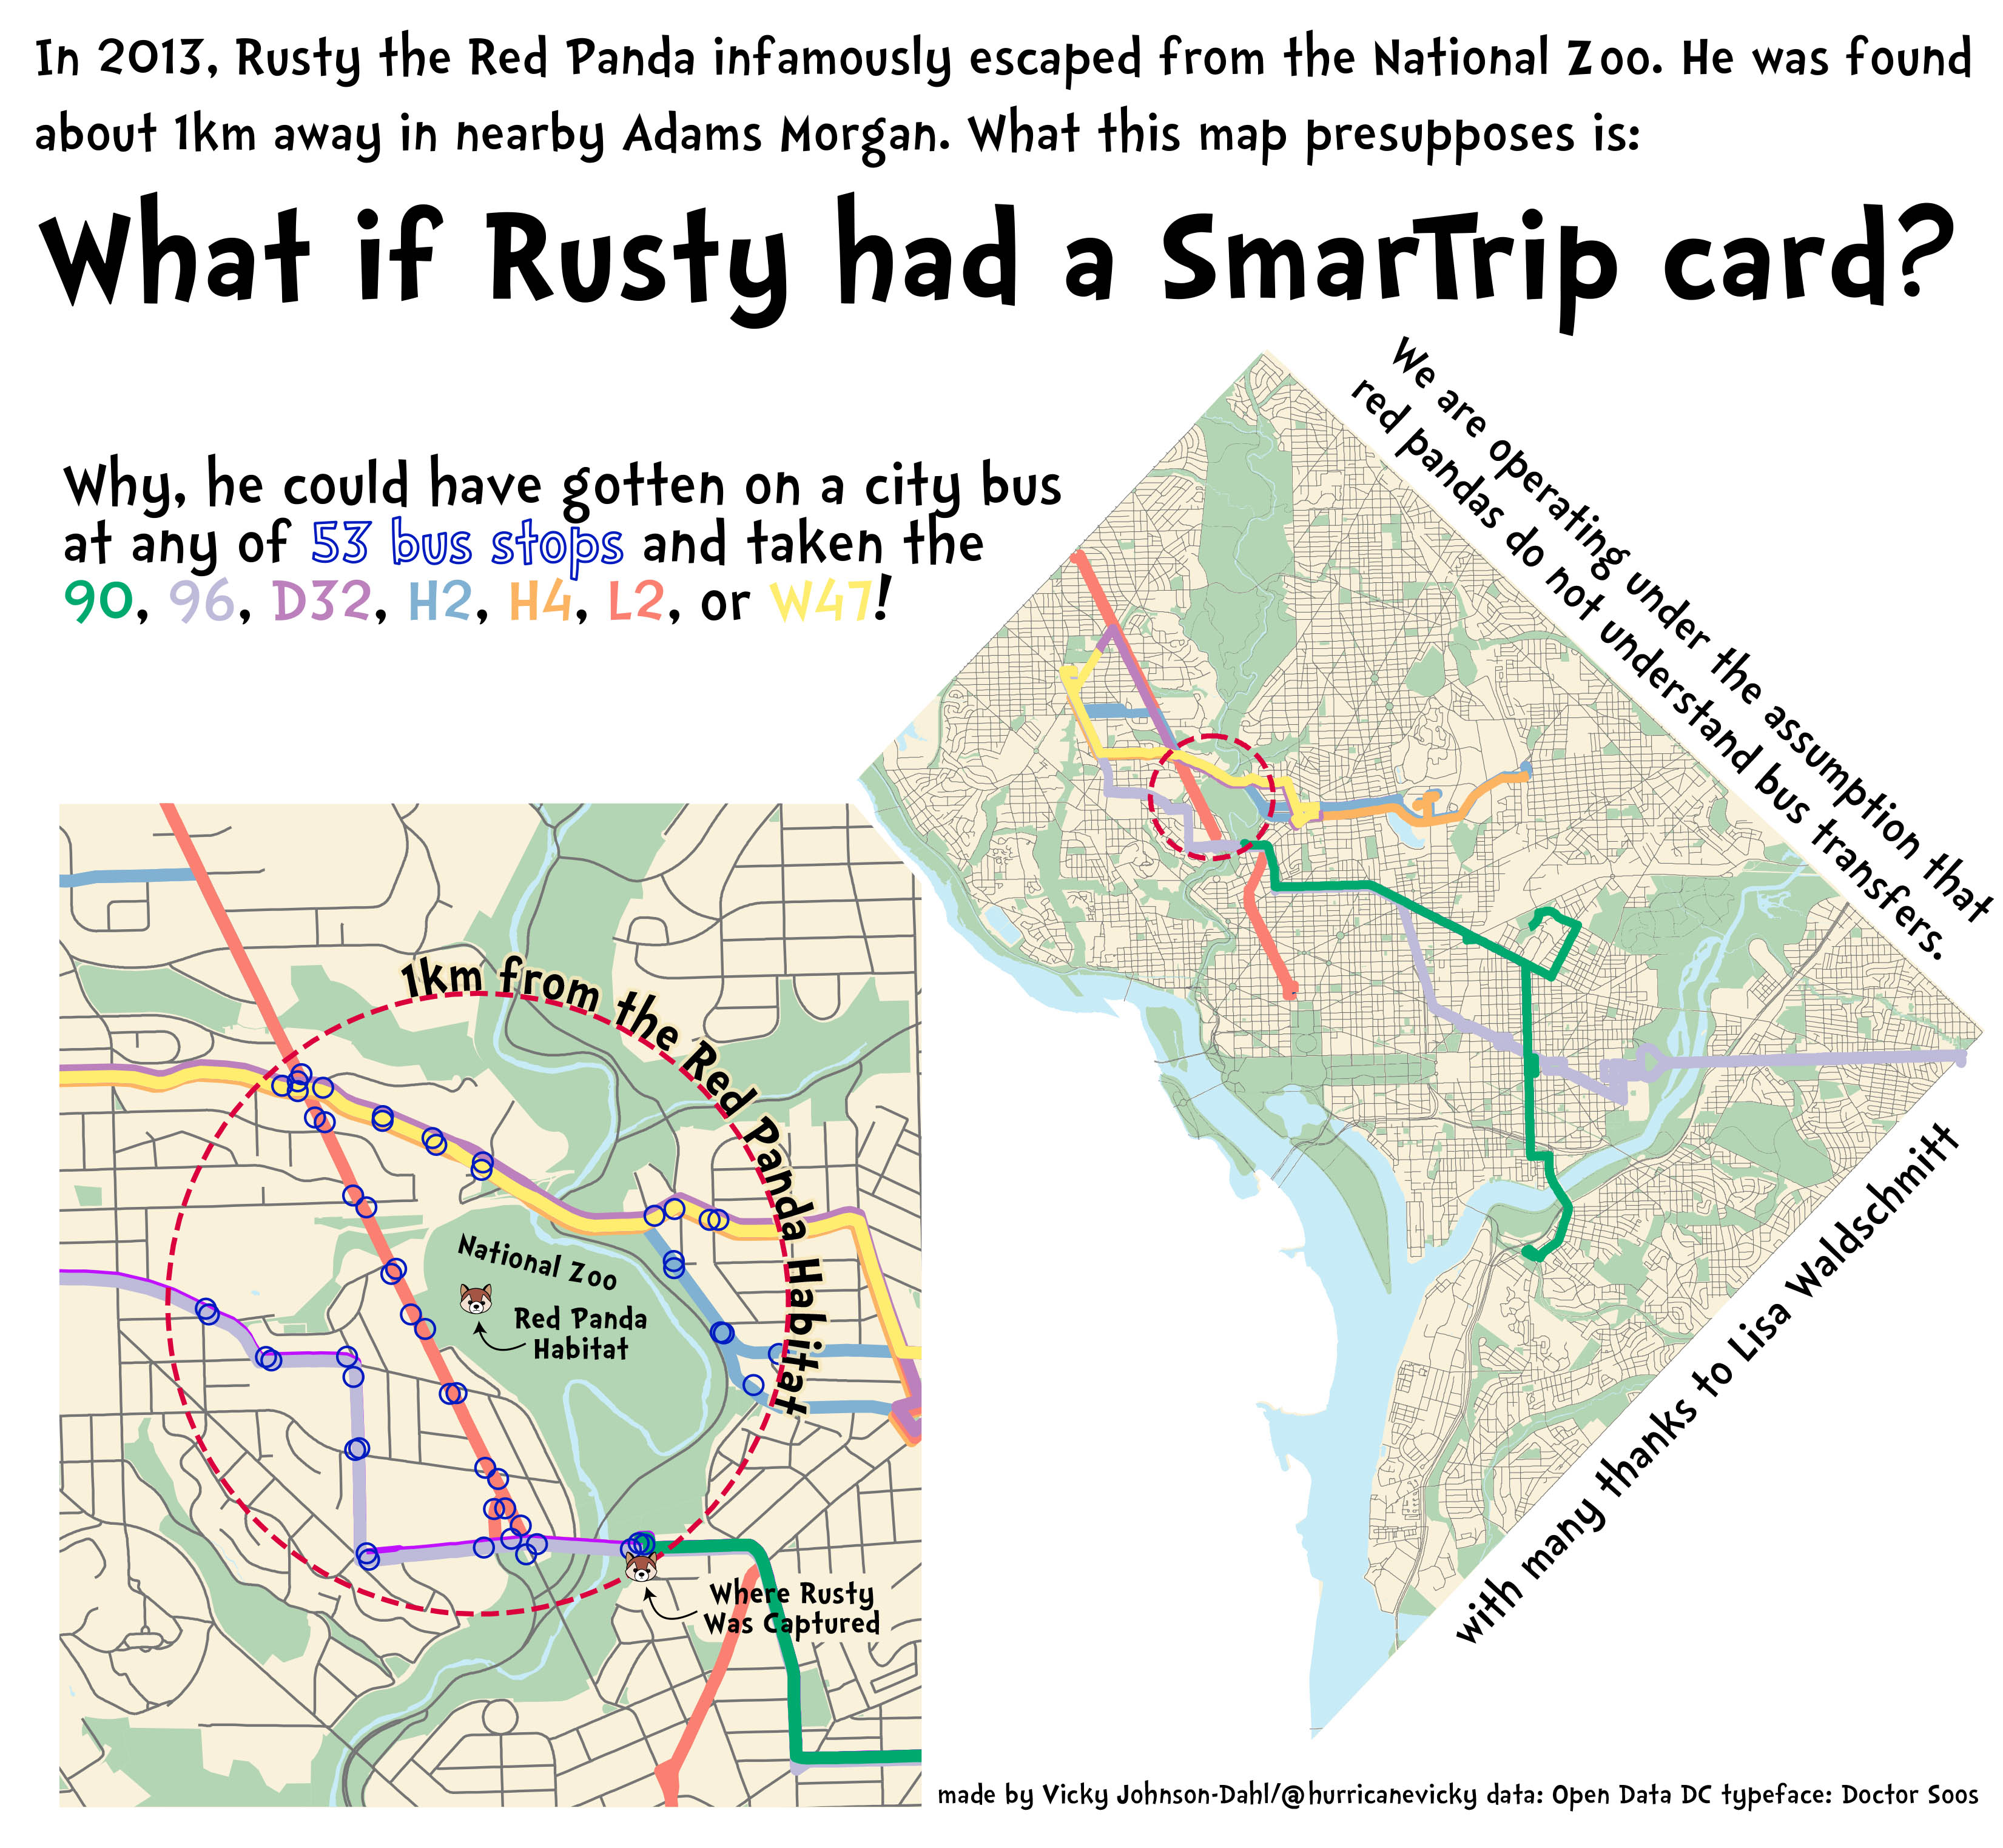 In 2013, Rusty the Red Panda infamously escaped from the National Zoo. He was found
about 1km away in nearby Adams Morgan. What this map presupposes is:
What if Rusty had a SmarTrip card?
Why, he could have gotten on a city bus
at any of 53 bus stops and taken the
90, 96, D32, H2, H4, L2, or W47!
We are operating under the assumption that
red pandas do not understand bus transfers.
1km from the Red Panda Habitat
National Zoo
Red Panda
Habitat
Where Rusty
Was Captured
with many thanks to Lisa Waldschmitt
made by Vicky Johnson-Dahl/@hurricanevicky data: Open Data DC typeface: Doctor Soos